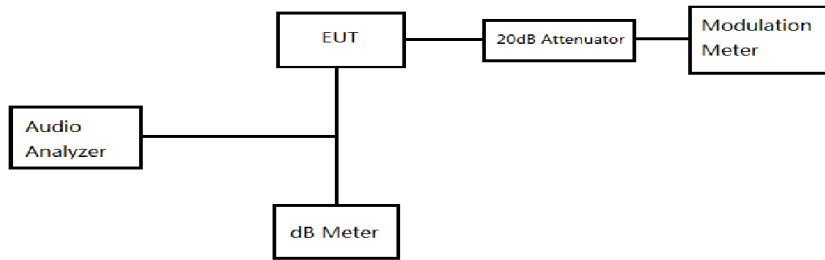 EUT
20dB Attenuator
Modulation
Meter
Audio
Analyzer
dB Meter